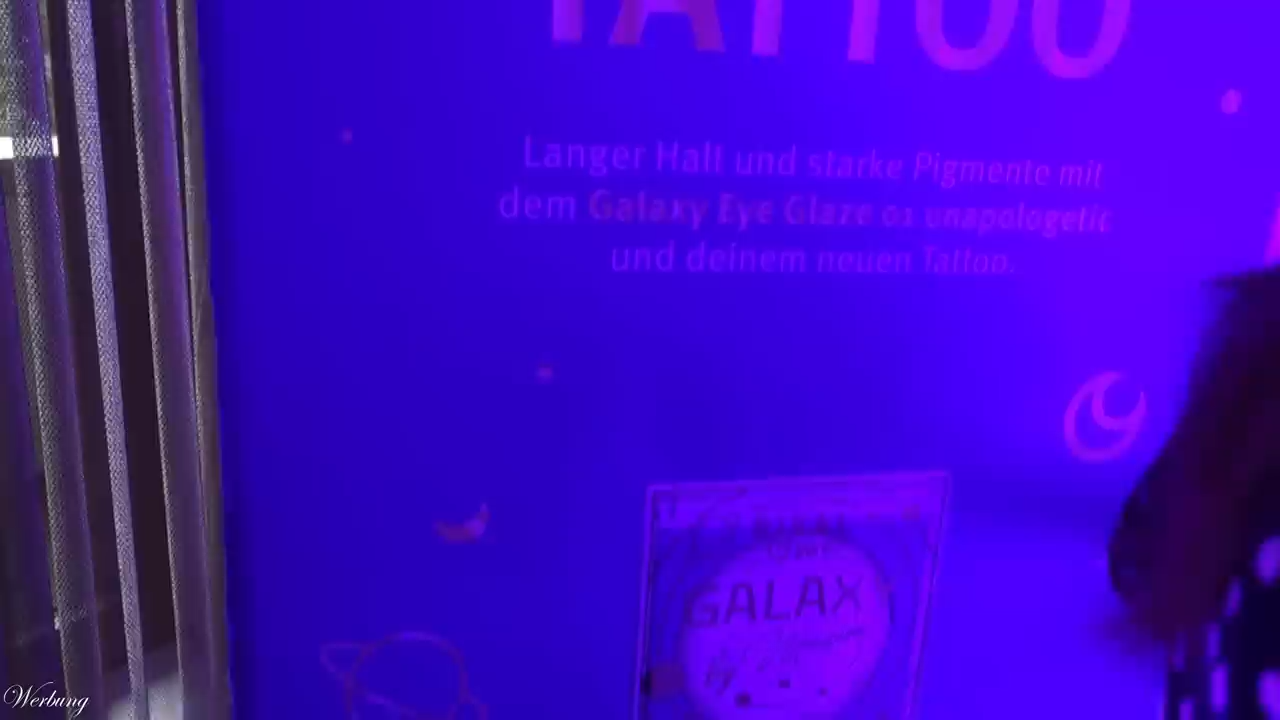 TATTOO
Langer Halt und starke Pigmente mit
dem Galaxy Eye Glaze 01 unapologetic
und deinem neuen Tattoo.
GALAX
by
Werbung